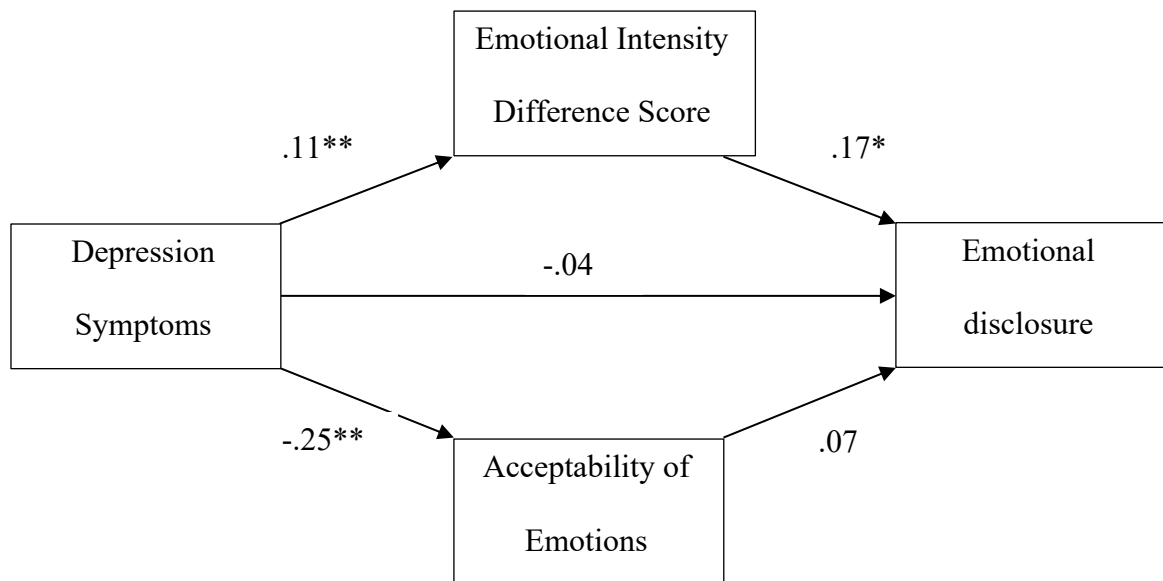 Emotional Intensity
Difference Score
.11**
.17*
Depression
Symptoms
-.04
Emotional
disclosure
-.25**
.07
Acceptability of
Emotions